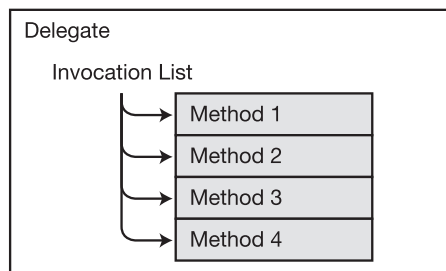 Delegate
Invocation List
Method 1
Method 2
Method 3
Method 4